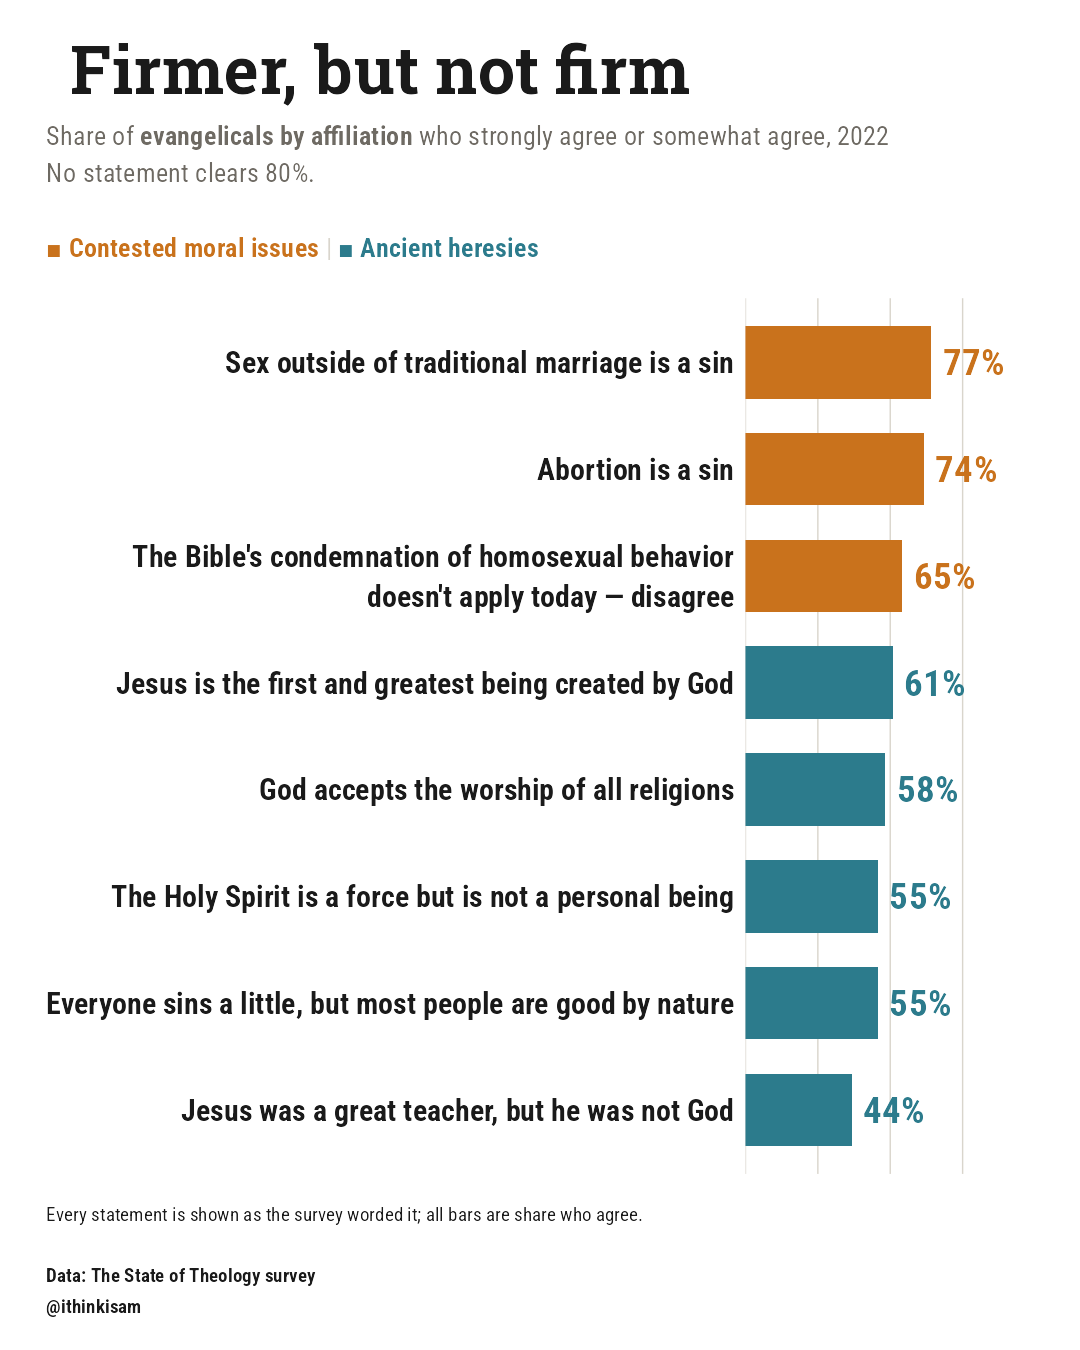 Firmer, but not firm
Share of evangelicals by affiliation who strongly agree or somewhat agree, 2022
No statement clears 80%.
■ Contested moral issues | ■ Ancient heresies
Sex outside of traditional marriage is a sin 77%
Abortion is a sin 74%
The Bible's condemnation of homosexual behavior
doesn't apply today — disagree 65%
Jesus is the first and greatest being created by God 61%
God accepts the worship of all religions 58%
The Holy Spirit is a force but is not a personal being 55%
Everyone sins a little, but most people are good by nature 55%
Jesus was a great teacher, but he was not God 44%
Every statement is shown as the survey worded it; all bars are share who agree.
Data: The State of Theology survey
@ithinkisam